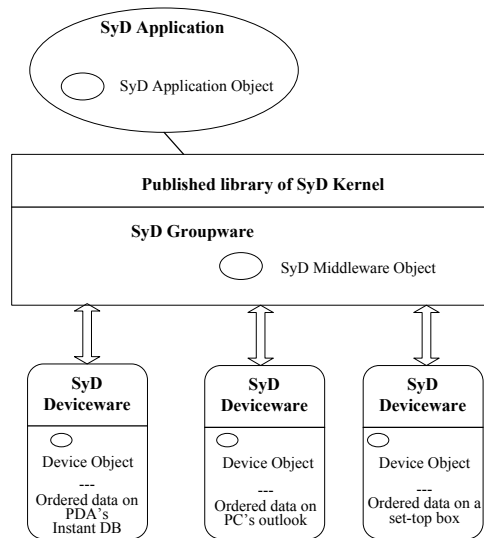 SyD Application
SyD Application Object
Published library of SyD Kernel
SyD Groupware
SyD Middleware Object
SyD
Deviceware
Device Object
---
Ordered data on
PDA's
Instant DB
SyD
Deviceware
Device Object
---
Ordered data on
PC's outlook
SyD
Deviceware
Device Object
---
Ordered data on a
set-top box